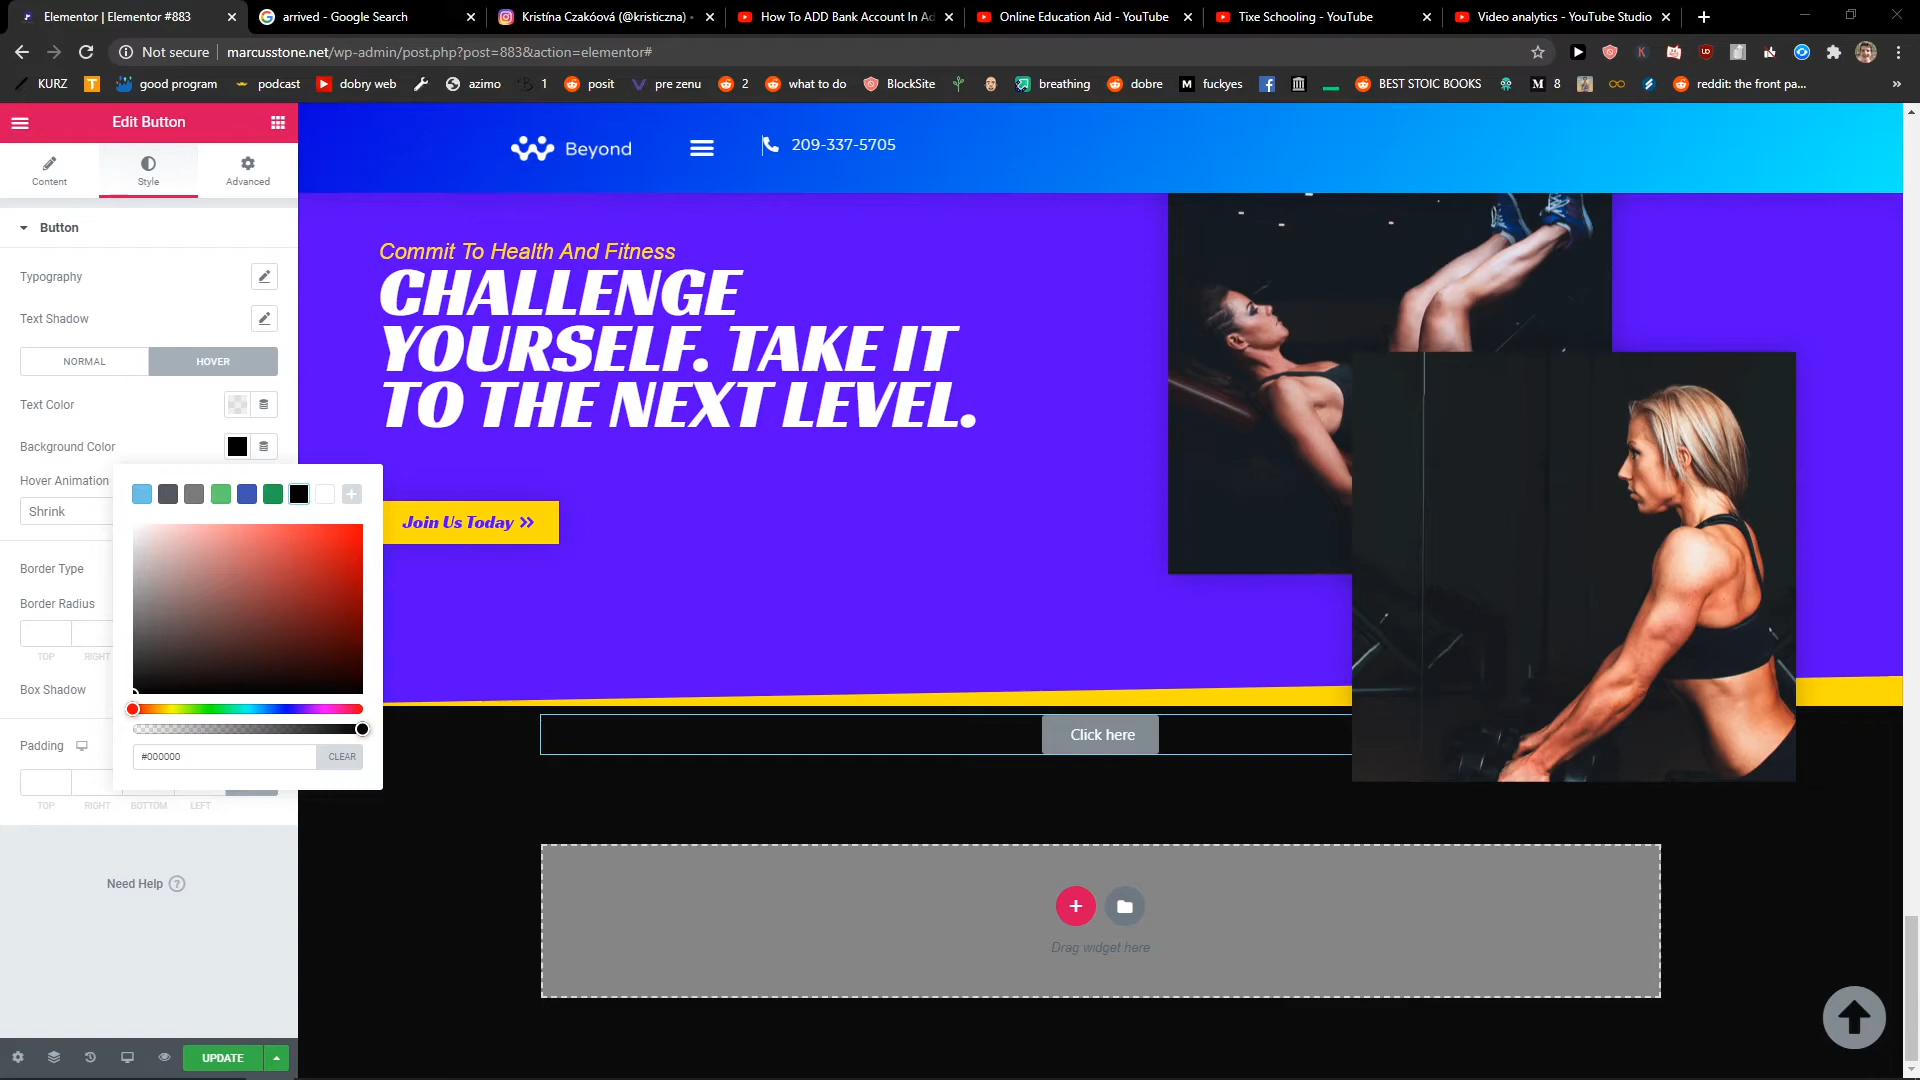 Elementor | Elementor #883
arrived - Google Search
Kristína Czakóová (@kristiczna) •
How To ADD Bank Account In Ad
Online Education Aid - YouTube
Tixe Schooling - YouTube
Video analytics - YouTube Studio
Not secure
marcusstone.net/wp-admin/post.php?post=883&action=elementor#
KURZ
good program
podcast
dobry web
azimo
1
posit
pre zenu
2
what to do
BlockSite
breathing
dobre
fuckyes
BEST STOIC BOOKS
8
reddit: the front pa...
Edit Button
Content
Style
Advanced
Button
Typography
Text Shadow
NORMAL
HOVER
Text Color
Background Color
Hover Animation
Shrink
Border Type
Border Radius
TOP
RIGHT
Box Shadow
Padding
TOP
RIGHT
BOTTOM
LEFT
#000000
CLEAR
Need Help
UPDATE
Beyond
209-337-5705
Commit To Health And Fitness
CHALLENGE
YOURSELF. TAKE IT
TO THE NEXT LEVEL.
Join Us Today
Click here
Drag widget here